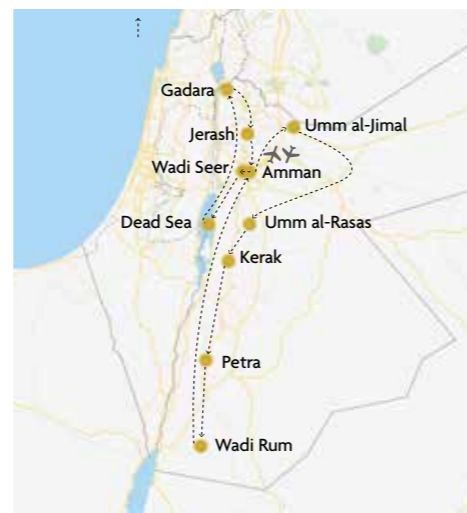 Gadara
Jerash
Umm al-Jimal
Wadi Seer
Amman
Dead Sea
Umm al-Rasas
Kerak
Petra
Wadi Rum